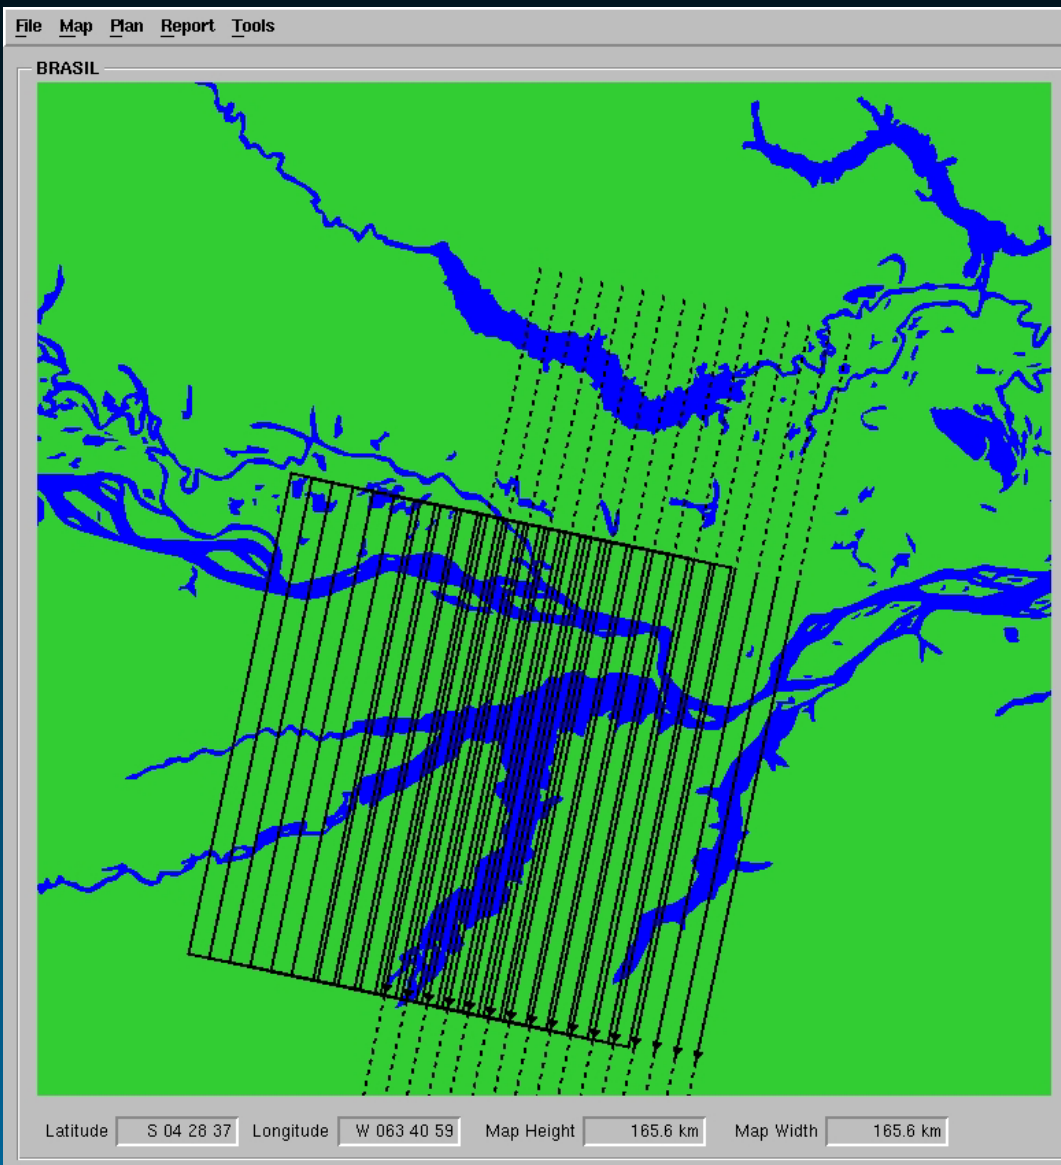 File Map Plan Report Tools
BRASIL
Latitude S 04 28 37 Longitude W 063 40 59 Map Height 165.6 km Map Width 165.6 km